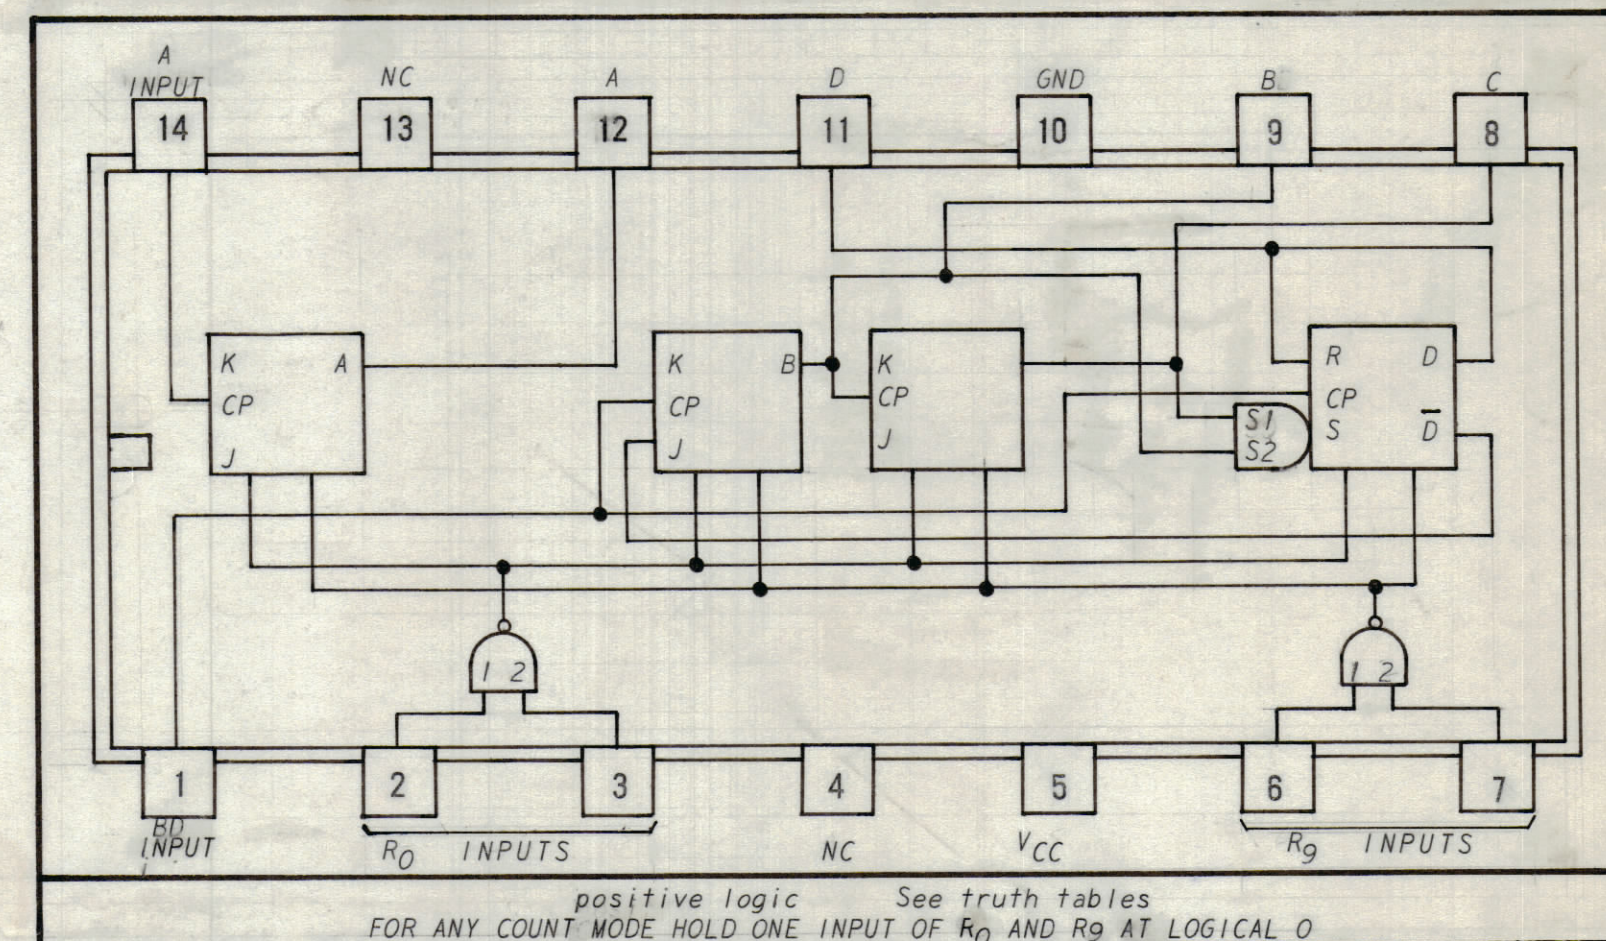 A
INPUT NC A D GND B C
14 13 12 11 10 9 8
K A K B K R D
CP CP CP CP
J J J S1 S D
S2
1 2 1 2
1 2 3 4 5 6 7
BD
INPUT R0 INPUTS NC VCC R9 INPUTS
positive logic See truth tables
FOR ANY COUNT MODE HOLD ONE INPUT OF R0 AND R9 AT LOGICAL 0